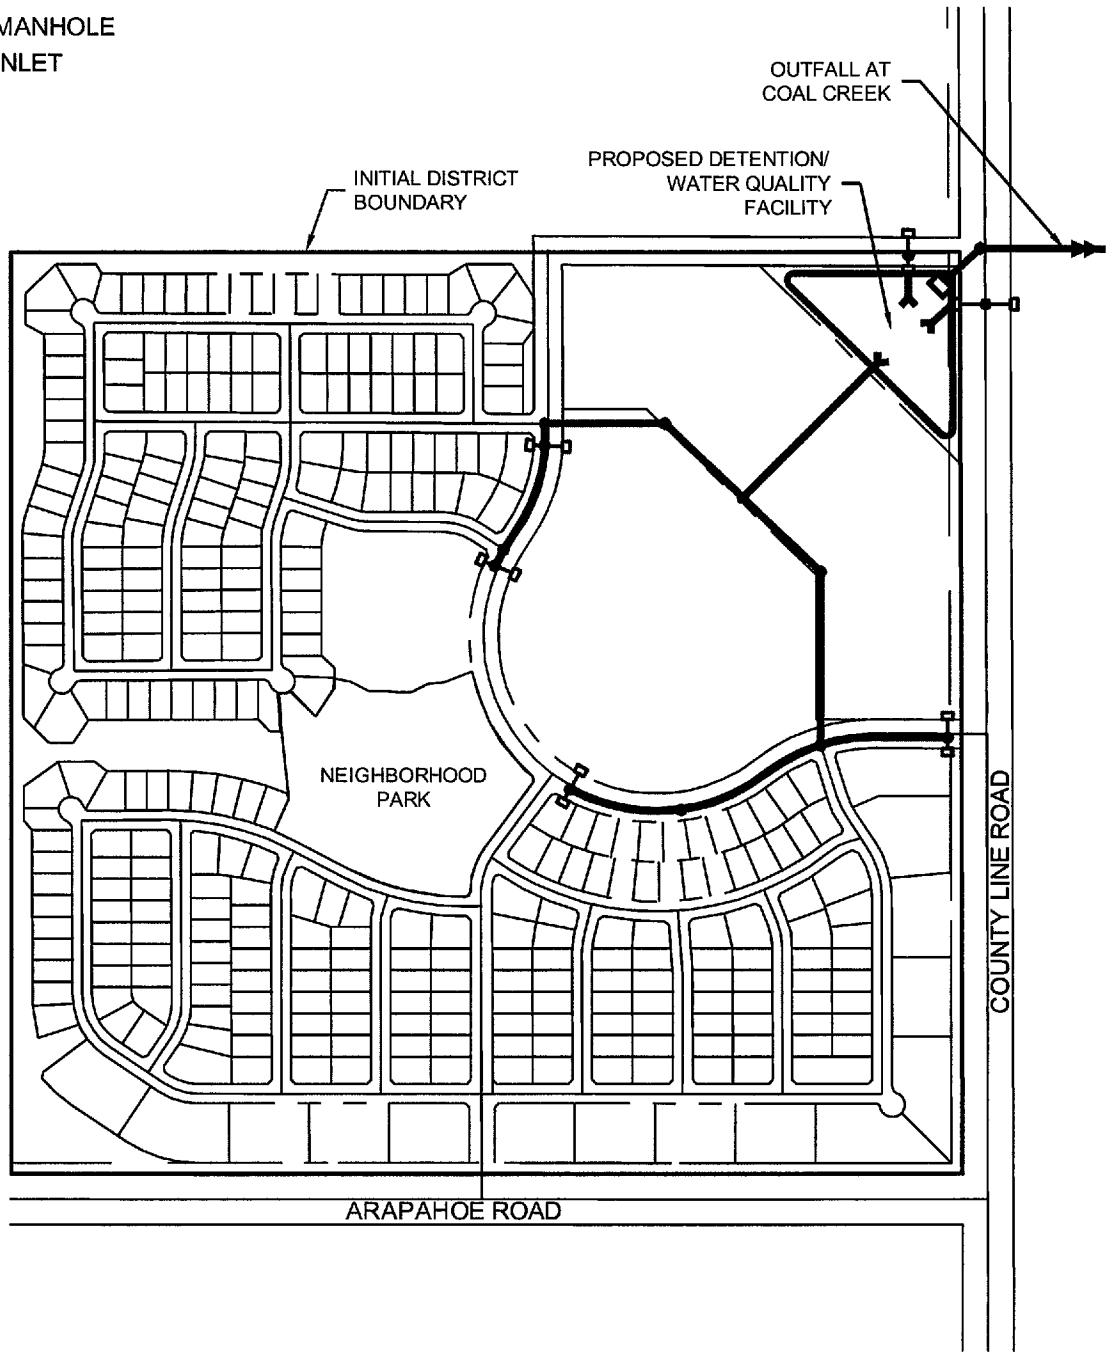 MANHOLE
NLET
OUTFALL AT
COAL CREEK
PROPOSED DETENTION/
WATER QUALITY
FACILITY
INITIAL DISTRICT
BOUNDARY
NEIGHBORHOOD
PARK
COUNTY LINE ROAD
ARAPAHOE ROAD